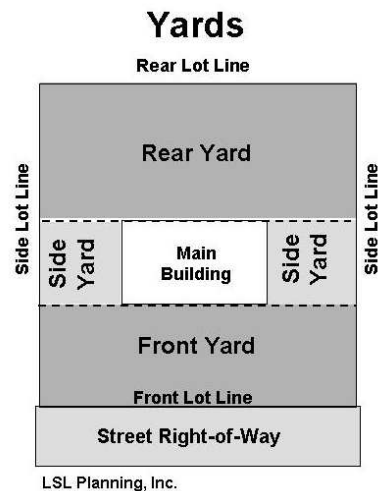 Yards
Rear Lot Line
Rear Yard
Side Lot Line
Side
Yard
Main
Building
Side
Yard
Side Lot Line
Front Yard
Front Lot Line
Street Right-of-Way
LSL Planning, Inc.